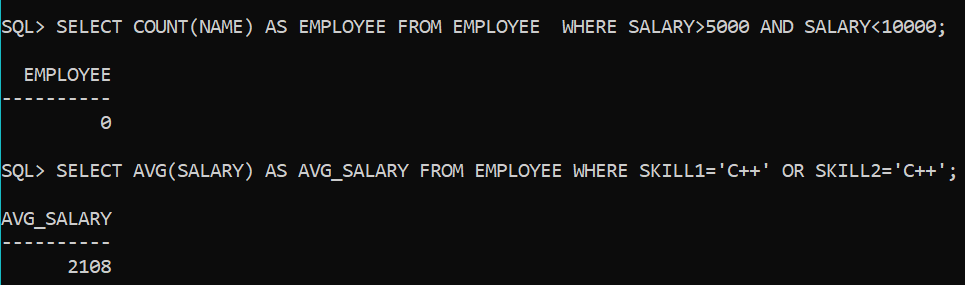 SQL> SELECT COUNT(NAME) AS EMPLOYEE FROM EMPLOYEE  WHERE SALARY>5000 AND SALARY<10000;
  EMPLOYEE
----------
         0
SQL> SELECT AVG(SALARY) AS AVG_SALARY FROM EMPLOYEE WHERE SKILL1='C++' OR SKILL2='C++';
AVG_SALARY
----------
      2108